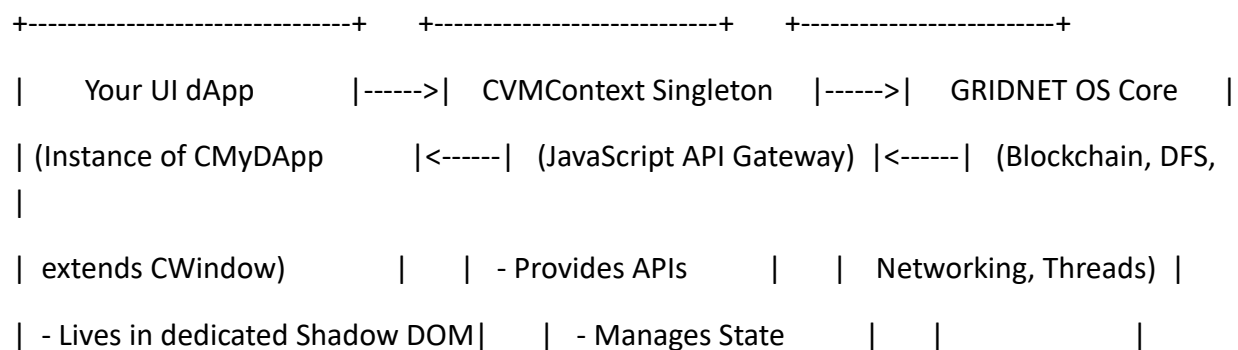 +--------------------------------+ +----------------------------+ +-------------------------+
| Your UI dApp |------>| CVMContext Singleton |------>| GRIDNET OS Core |
| (Instance of CMyDApp |<------| (JavaScript API Gateway) |<------| (Blockchain, DFS,
|
| extends CWindow) | | - Provides APIs | | Networking, Threads) |
| - Lives in dedicated Shadow DOM| | - Manages State | | |